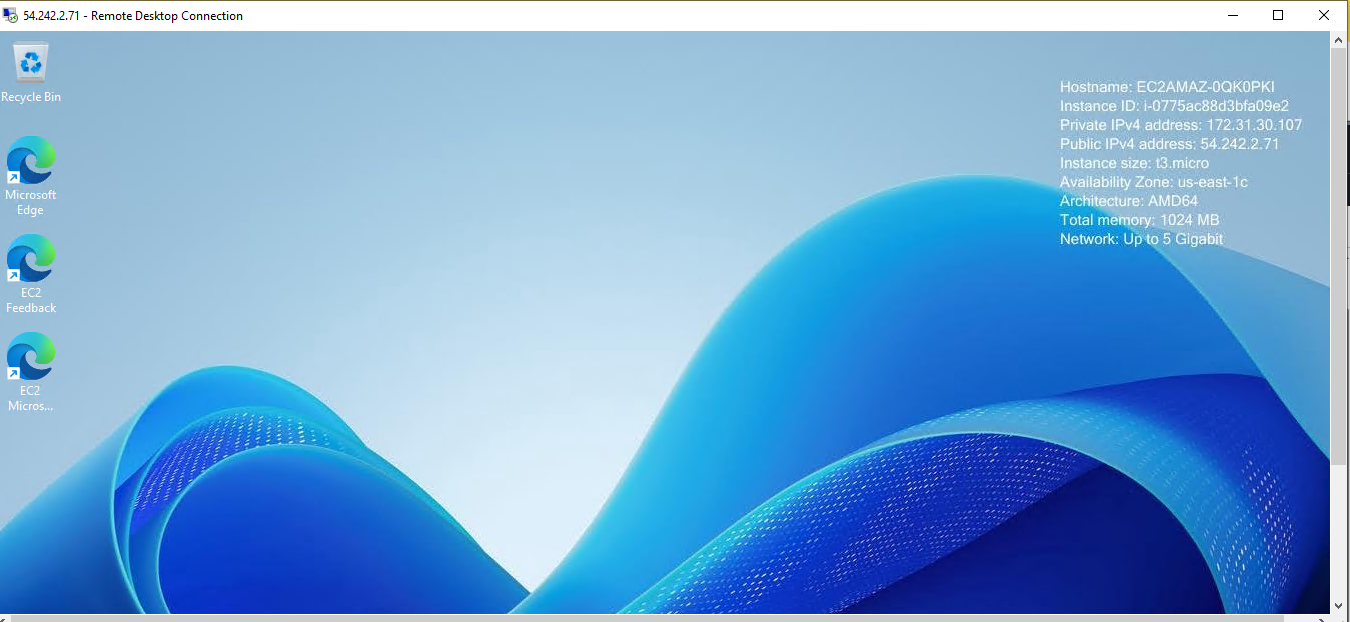 54.242.2.71 - Remote Desktop Connection
Recycle Bin
Microsoft
Edge
EC2
Feedback
EC2
Micros...
Hostname: EC2AMAZ-0QK0PKI
Instance ID: i-0775ac88d3bfa09e2
Private IPv4 address: 172.31.30.107
Public IPv4 address: 54.242.2.71
Instance size: t3.micro
Availability Zone: us-east-1c
Architecture: AMD64
Total memory: 1024 MB
Network: Up to 5 Gigabit